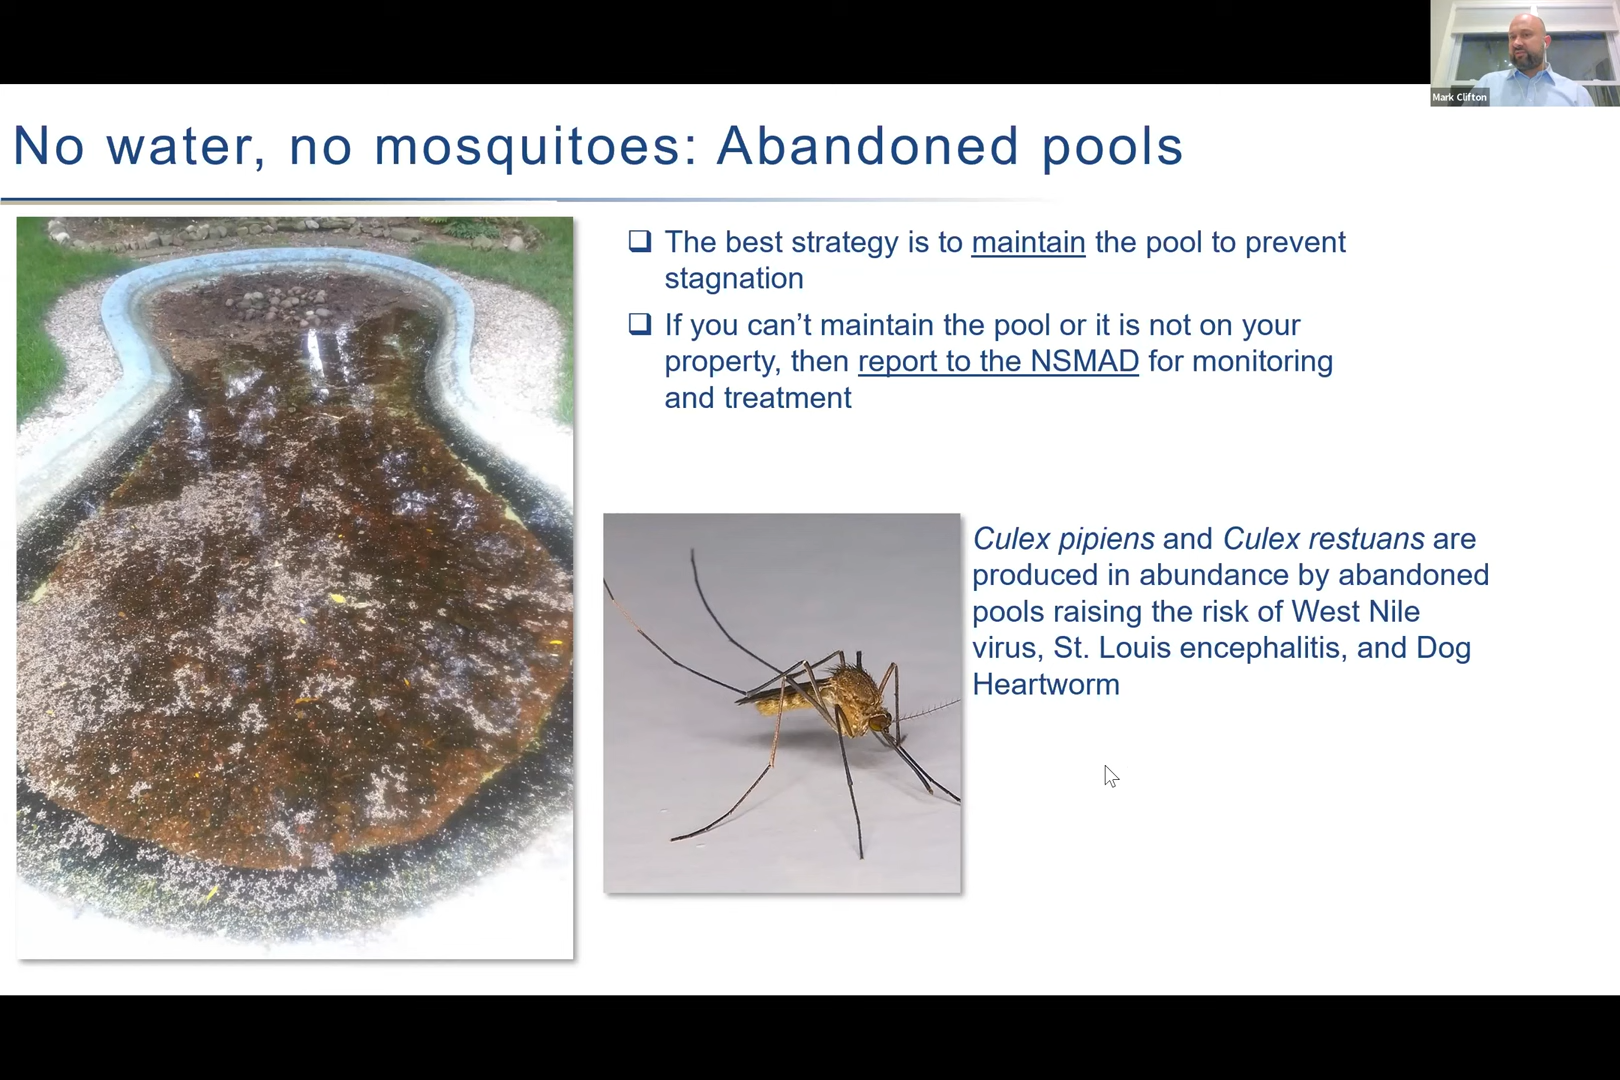 Mark Clifton
No water, no mosquitoes: Abandoned pools
❑ The best strategy is to maintain the pool to prevent
stagnation
❑ If you can’t maintain the pool or it is not on your
property, then report to the NSMAD for monitoring
and treatment
Culex pipiens and Culex restuans are
produced in abundance by abandoned
pools raising the risk of West Nile
virus, St. Louis encephalitis, and Dog
Heartworm